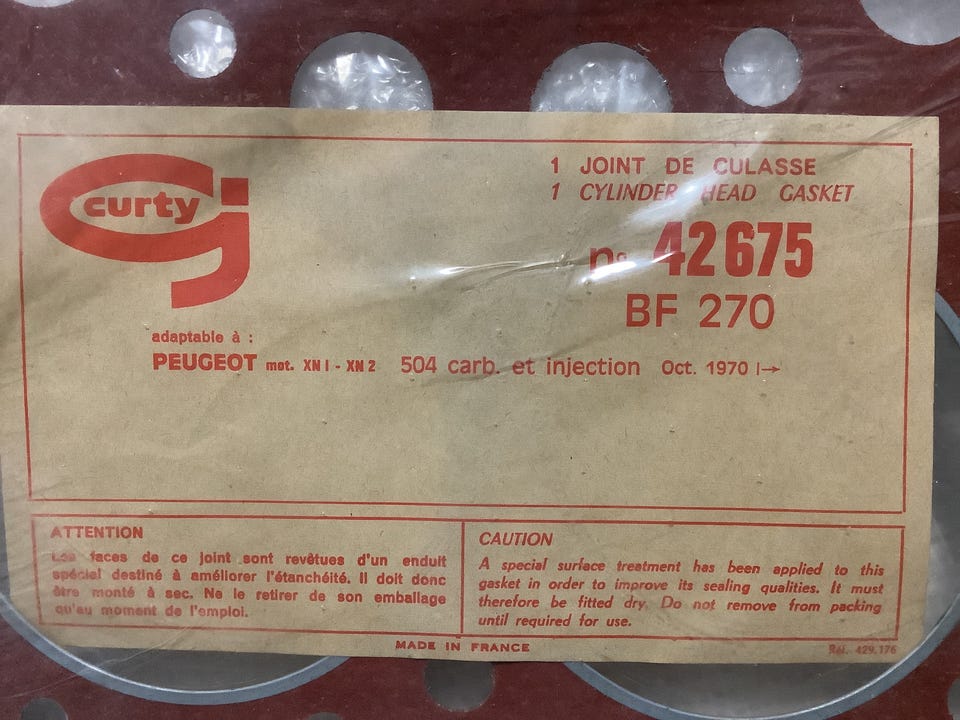 curty
1 JOINT DE CULASSE
1 CYLINDER HEAD GASKET
nº 42675
BF 270
adaptable à :
PEUGEOT mot. XN1 - XN2 504 carb. et injection Oct. 1970 I→
ATTENTION
Les faces de ce joint sont revêtues d'un enduit
spécial destiné à améliorer l'étanchéité. Il doit donc
être monté à sec. Ne le retirer de son emballage
qu'au moment de l'emploi.
CAUTION
A special surface treatment has been applied to this
gasket in order to improve its sealing qualities. It must
therefore be fitted dry. Do not remove from packing
until required for use.
MADE IN FRANCE
Réf. 429.176